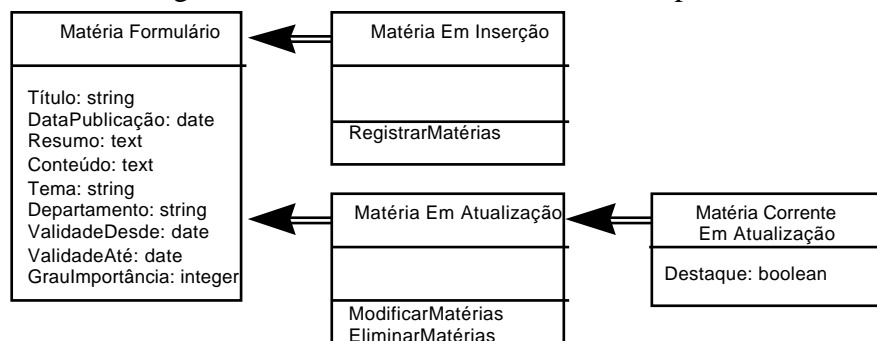 Matéria Formulário
Título: string
DataPublicação: date
Resumo: text
Conteúdo: text
Tema: string
Departamento: string
ValidadeDesde: date
ValidadeAté: date
GrauImportância: integer
Matéria Em Inserção
RegistrarMatérias
Matéria Em Atualização
ModificarMatérias
EliminarMatérias
Matéria Corrente
Em Atualização
Destaque: boolean